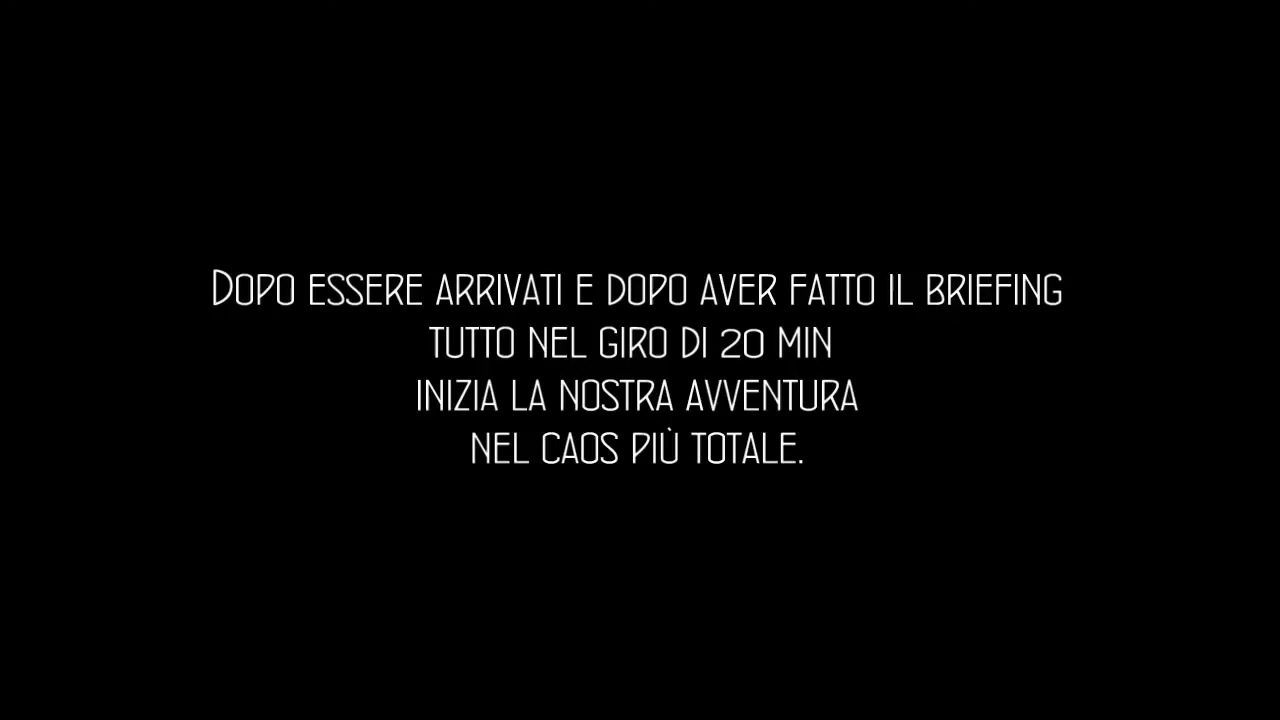 Dopo essere arrivati e dopo aver fatto il briefing
tutto nel giro di 20 min
inizia la nostra avventura
nel caos più totale.